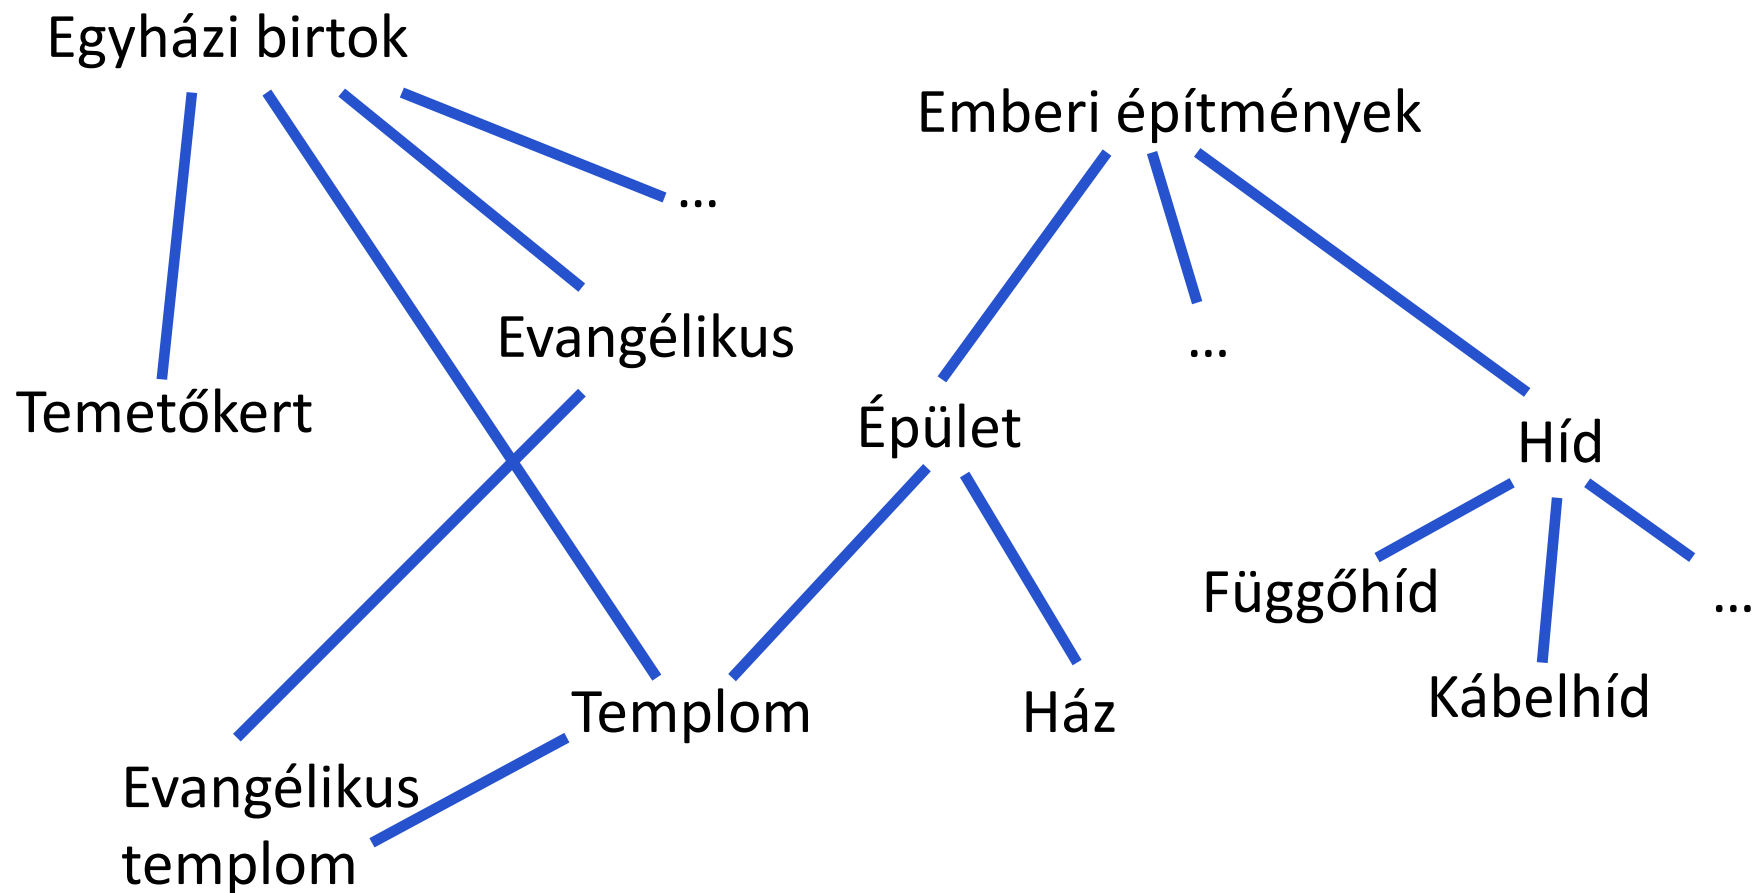 Egyházi birtok
Emberi építmények
...
Evangélikus
...
Temetőkert
Épület
Híd
Függőhíd
...
Kábelhíd
Templom
Ház
Evangélikus
templom